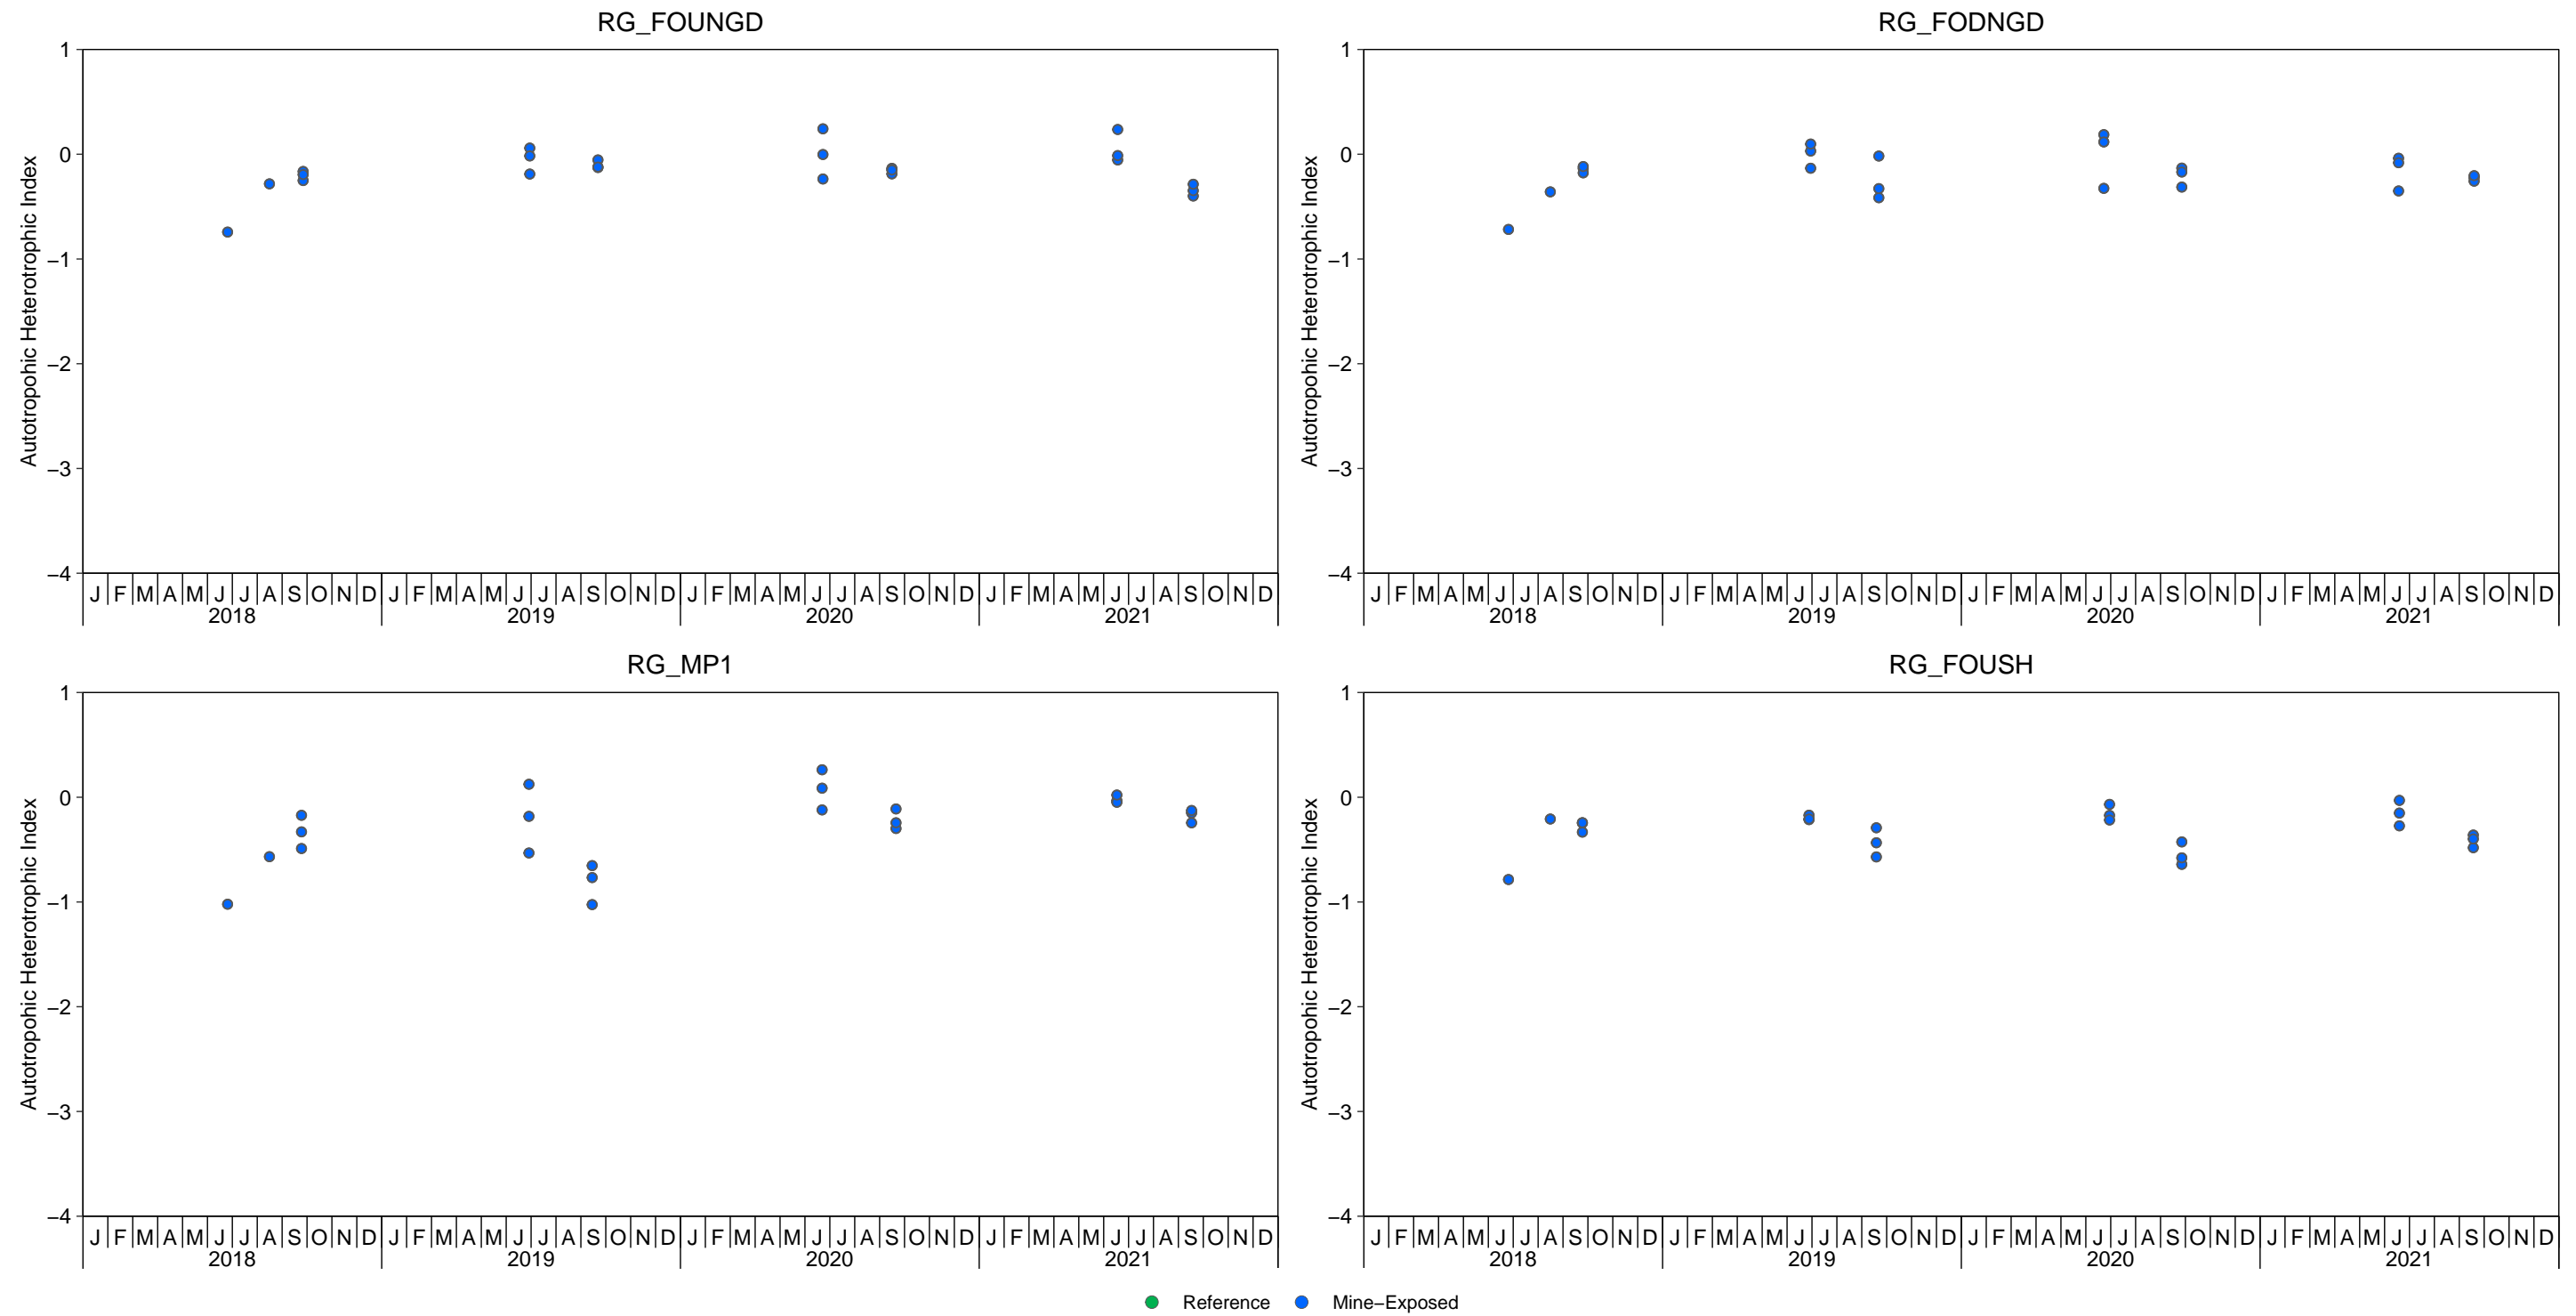 RG_FOUNGD
RG_FODNGD
Autotropohic Heterotrophic Index
1
0
−1
−2
−3
−4
J F M A M J J A S O N D J F M A M J J A S O N D J F M A M J J A S O N D J F M A M J J A S O N D
2018 2019 2020 2021
Autotropohic Heterotrophic Index
1
0
−1
−2
−3
−4
J F M A M J J A S O N D J F M A M J J A S O N D J F M A M J J A S O N D J F M A M J J A S O N D
2018 2019 2020 2021
RG_MP1
RG_FOUSH
Autotropohic Heterotrophic Index
1
0
−1
−2
−3
−4
J F M A M J J A S O N D J F M A M J J A S O N D J F M A M J J A S O N D J F M A M J J A S O N D
2018 2019 2020 2021
Autotropohic Heterotrophic Index
1
0
−1
−2
−3
−4
J F M A M J J A S O N D J F M A M J J A S O N D J F M A M J J A S O N D J F M A M J J A S O N D
2018 2019 2020 2021
Reference Mine−Exposed